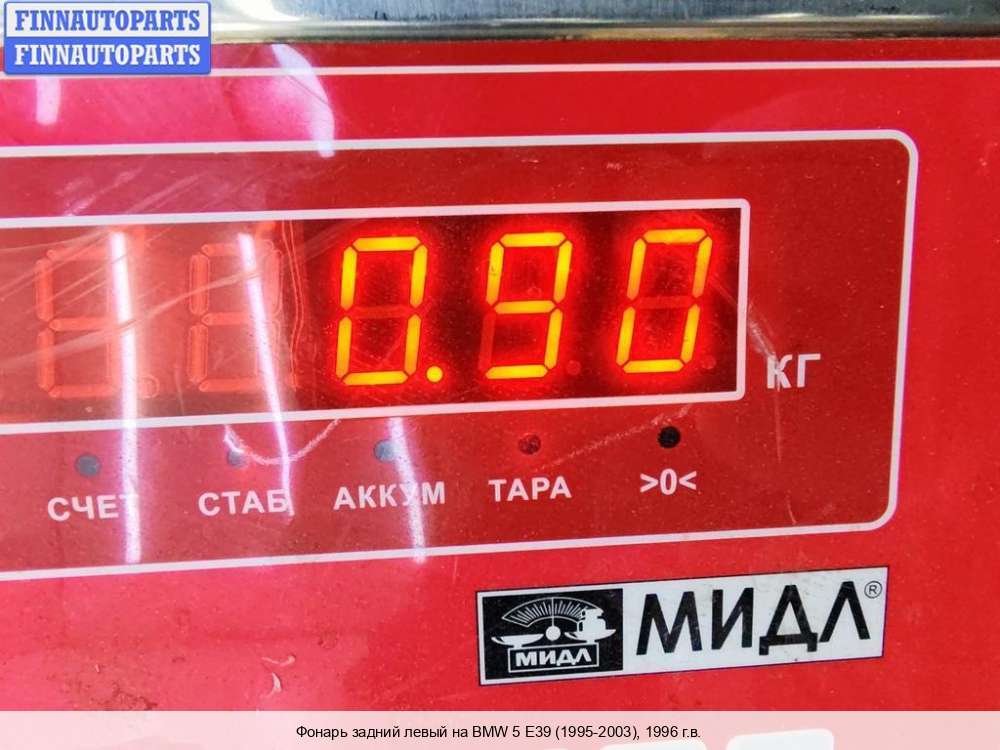 FINNAUTOPARTS
FINNAUTOPARTS
0.90
КГ
СЧЕТ СТАБ АККУМ ТАРА >0<
МИДЛ МИДЛ®
Фонарь задний левый на BMW 5 E39 (1995-2003), 1996 г.в.